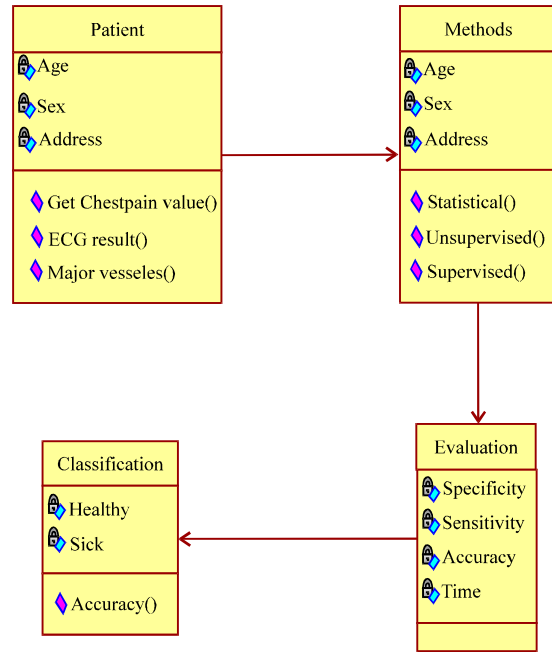 Patient
Age
Sex
Address
Get Chestpain value()
ECG result()
Major vesseles()
Methods
Age
Sex
Address
Statistical()
Unsupervised()
Supervised()
Classification
Healthy
Sick
Accuracy()
Evaluation
Specificity
Sensitivity
Accuracy
Time